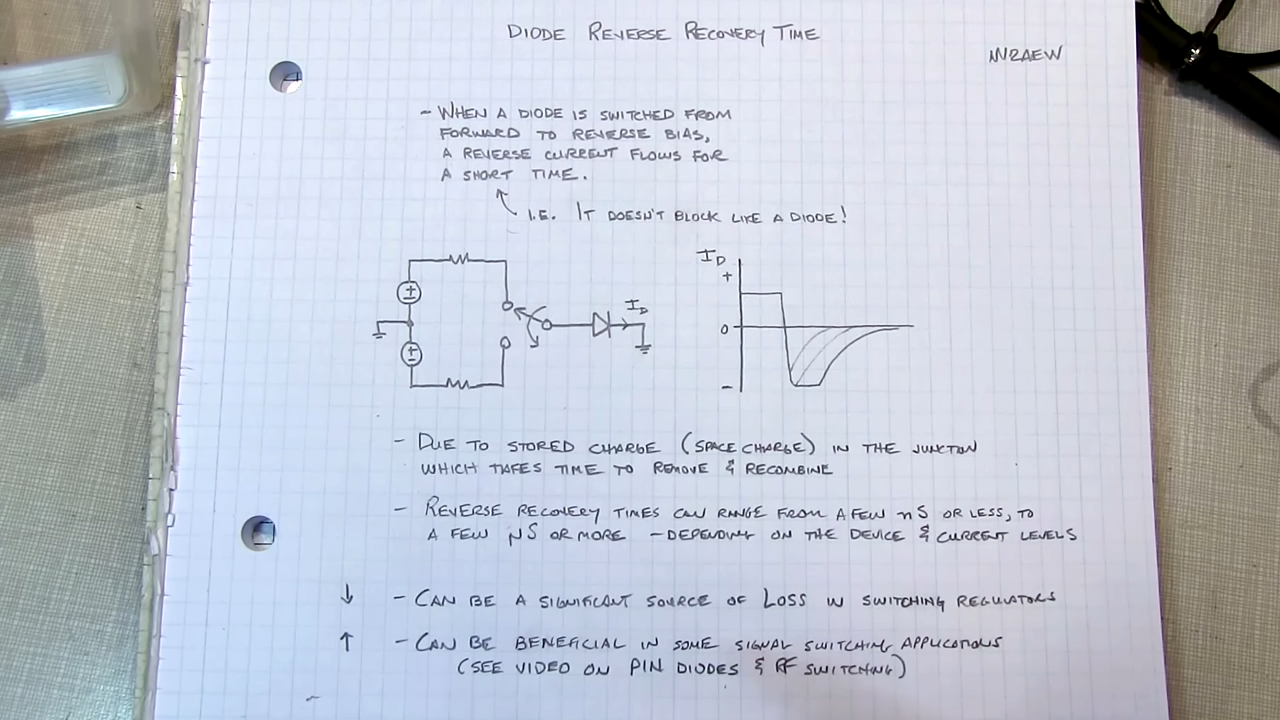 DIODE REVERSE RECOVERY TIME
W2AEW
- WHEN A DIODE IS SWITCHED FROM
FORWARD TO REVERSE BIAS,
A REVERSE CURRENT FLOWS FOR
A SHORT TIME.
I.E. IT DOESN'T BLOCK LIKE A DIODE!
I_D
+
0
-
±
±
I_D
- DUE TO STORED CHARGE (SPACE CHARGE) IN THE JUNCTION
WHICH TAKES TIME TO REMOVE & RECOMBINE
- REVERSE RECOVERY TIMES CAN RANGE FROM A FEW nS OR LESS, TO
A FEW µS OR MORE - DEPENDING ON THE DEVICE & CURRENT LEVELS
↓ - CAN BE A SIGNIFICANT SOURCE OF LOSS IN SWITCHING REGULATORS
↑ - CAN BE BENEFICIAL IN SOME SIGNAL SWITCHING APPLICATIONS
(SEE VIDEO ON PIN DIODES & RF SWITCHING)